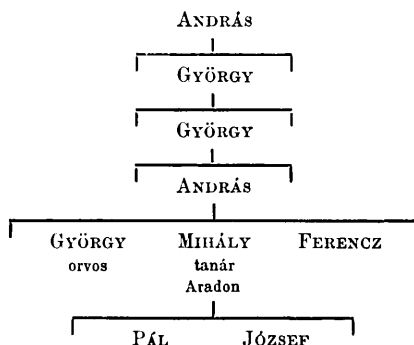 ANDRÁS
GYÖRGY
GYÖRGY
ANDRÁS
GYÖRGY MIHÁLY FERENCZ
orvos tanár
Aradon
PÁL JÓZSEF